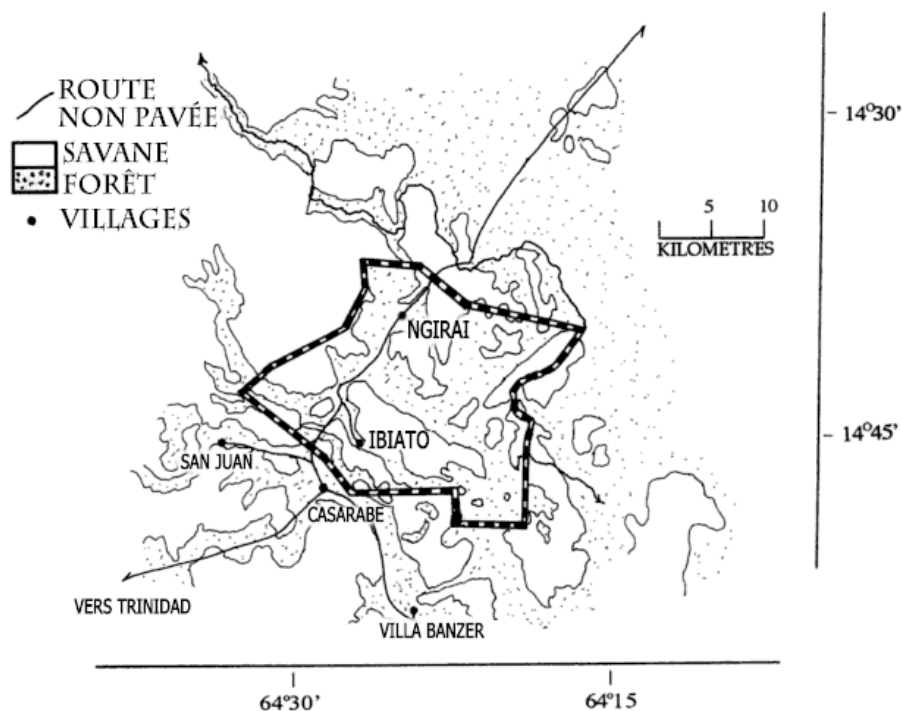 ROUTE
NON PAVÉE
SAVANE
FORÊT
VILLAGES
14°30'
5 10
KILOMETRES
NGIRAI
IBIATO
14°45'
SAN JUAN
CASARABE
VERS TRINIDAD
VILLA BANZER
64°30'
64°15